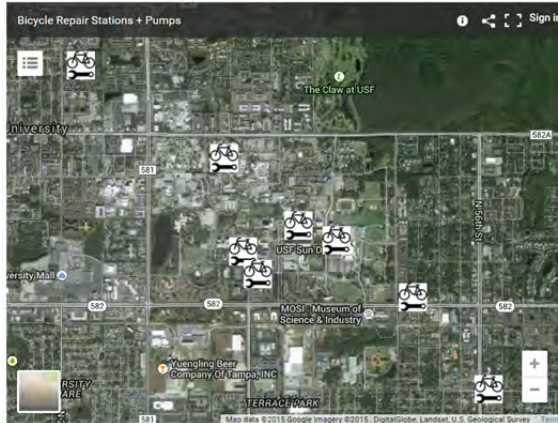 Bicycle Repair Stations + Pumps
Sign in
The Claw at USF
University
582A
581
N 56th St
USF Sun D
versity Mall
582
582
582
MOSI - Museum of
Science & Industry
Yuengling Beer
Company Of Tampa, INC
RSITY
ARE
TERRACE PARK
581
Map data ©2015 Google Imagery ©2015 , DigitalGlobe, Landsat, U.S. Geological Survey
Term